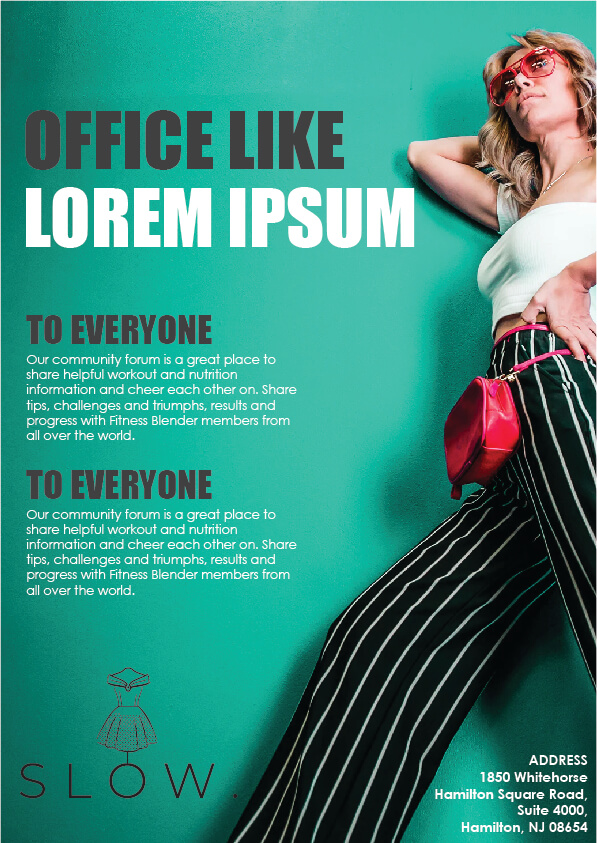 OFFICE LIKE
LOREM IPSUM
TO EVERYONE
Our community forum is a great place to
share helpful workout and nutrition
information and cheer each other on. Share
tips, challenges and triumphs, results and
progress with Fitness Blender members from
all over the world.
TO EVERYONE
Our community forum is a great place to
share helpful workout and nutrition
information and cheer each other on. Share
tips, challenges and triumphs, results and
progress with Fitness Blender members from
all over the world.
SLOW.
ADDRESS
1850 Whitehorse
Hamilton Square Road,
Suite 4000,
Hamilton, NJ 08654